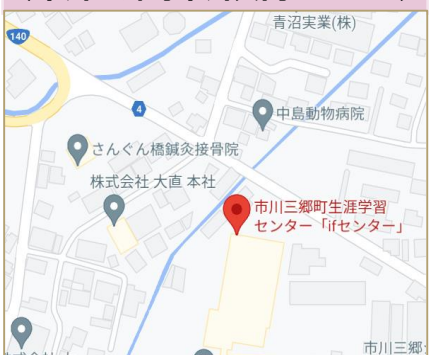 青沼実業(株)
140
4
中島動物病院
さんぐん橋鍼灸接骨院
株式会社 大直 本社
市川三郷町生涯学習
センター「ifセンター」
市川三郷